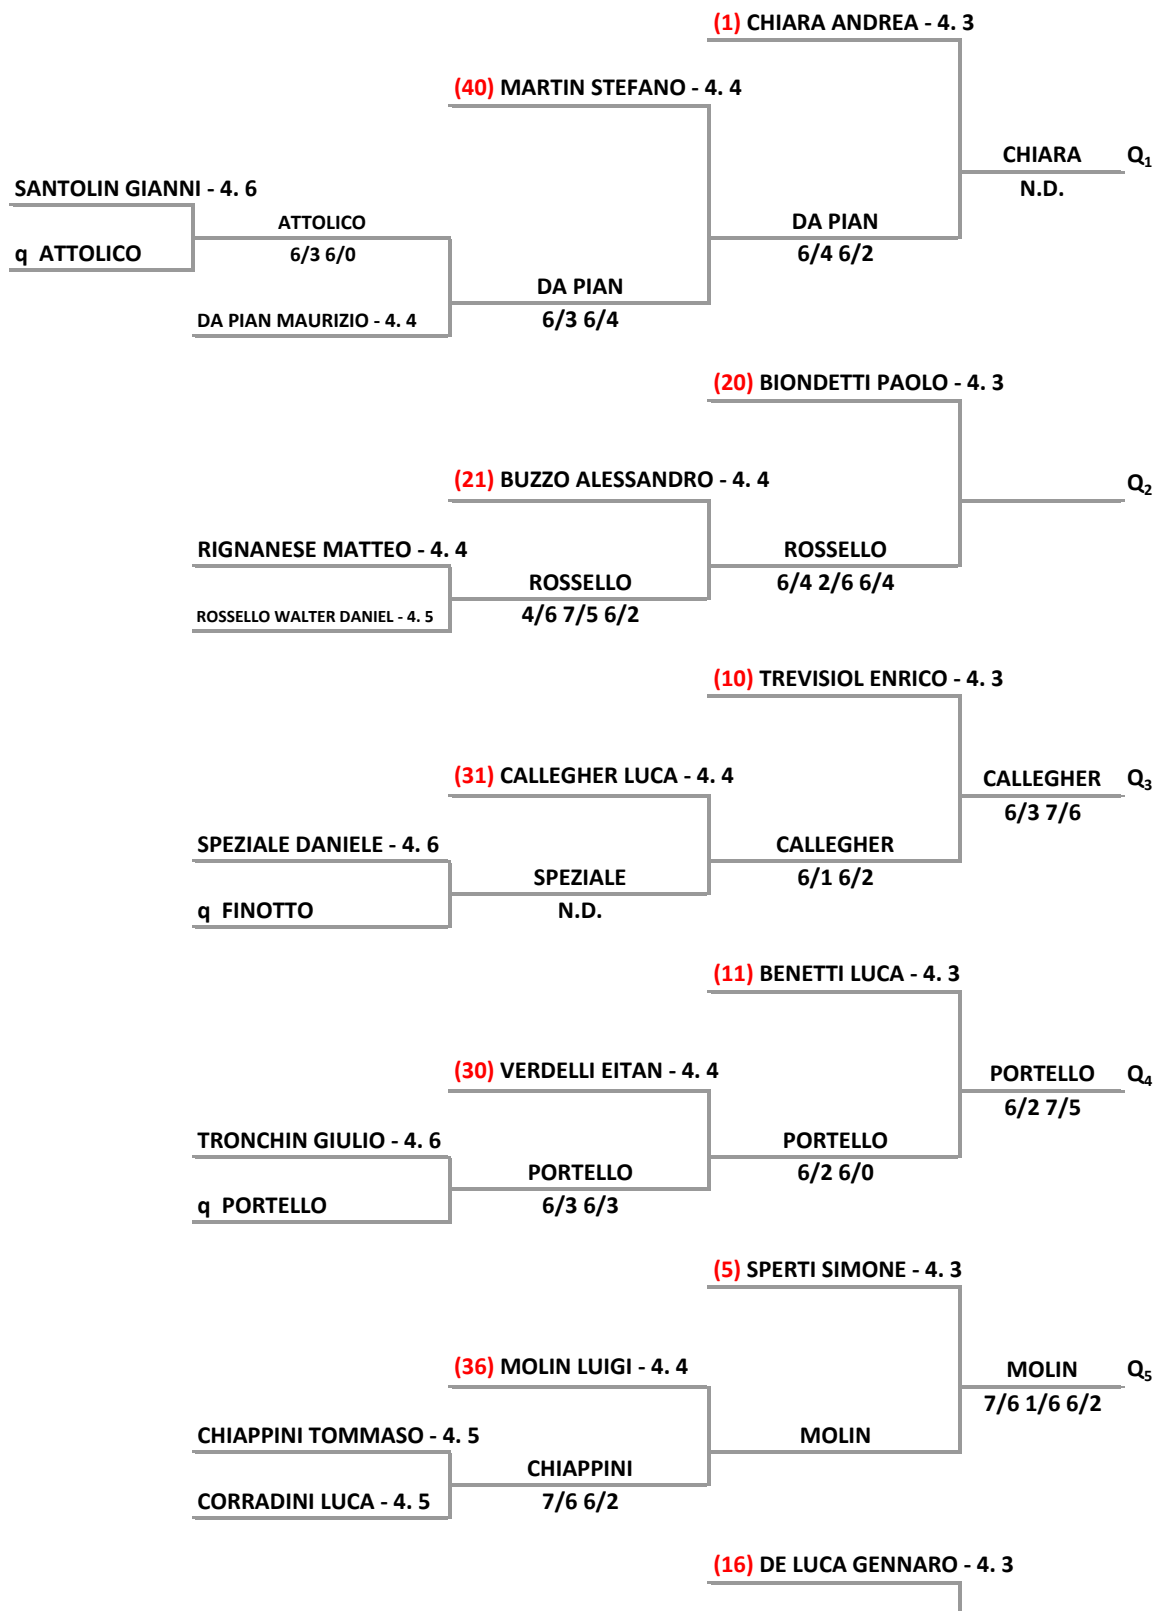 (1) CHIARA ANDREA - 4. 3
(40) MARTIN STEFANO - 4. 4
CHIARA Q1
SANTOLIN GIANNI - 4. 6
N.D.
ATTOLICO
DA PIAN
q ATTOLICO
6/3 6/0
6/4 6/2
DA PIAN
DA PIAN MAURIZIO - 4. 4
6/3 6/4
(20) BIONDETTI PAOLO - 4. 3
(21) BUZZO ALESSANDRO - 4. 4
Q2
RIGNANESE MATTEO - 4. 4
ROSSELLO
ROSSELLO
6/4 2/6 6/4
ROSSELLO WALTER DANIEL - 4. 5
4/6 7/5 6/2
(10) TREVISIOL ENRICO - 4. 3
(31) CALLEGHER LUCA - 4. 4
CALLEGHER Q3
6/3 7/6
SPEZIALE DANIELE - 4. 6
CALLEGHER
SPEZIALE
6/1 6/2
q FINOTTO
N.D.
(11) BENETTI LUCA - 4. 3
(30) VERDELLI EITAN - 4. 4
PORTELLO Q4
6/2 7/5
TRONCHIN GIULIO - 4. 6
PORTELLO
PORTELLO
6/2 6/0
q PORTELLO
6/3 6/3
(5) SPERTI SIMONE - 4. 3
(36) MOLIN LUIGI - 4. 4
MOLIN Q5
7/6 1/6 6/2
CHIAPPINI TOMMASO - 4. 5
MOLIN
CHIAPPINI
CORRADINI LUCA - 4. 5
7/6 6/2
(16) DE LUCA GENNARO - 4. 3